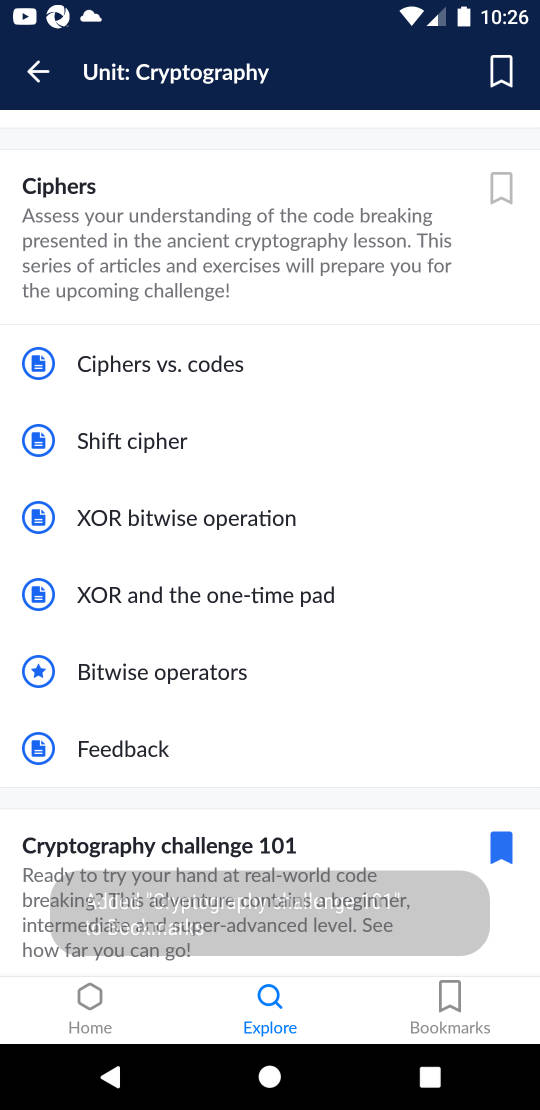 10:26
Unit: Cryptography
Ciphers
Assess your understanding of the code breaking
presented in the ancient cryptography lesson. This
series of articles and exercises will prepare you for
the upcoming challenge!
Ciphers vs. codes
Shift cipher
XOR bitwise operation
XOR and the one-time pad
Bitwise operators
Feedback
Cryptography challenge 101
Ready to try your hand at real-world code
breaking? This adventure contains a beginner,
intermediate and super-advanced level. See
how far you can go!
Added "Cryptography challenge 101"
to Bookmarks
Home
Explore
Bookmarks